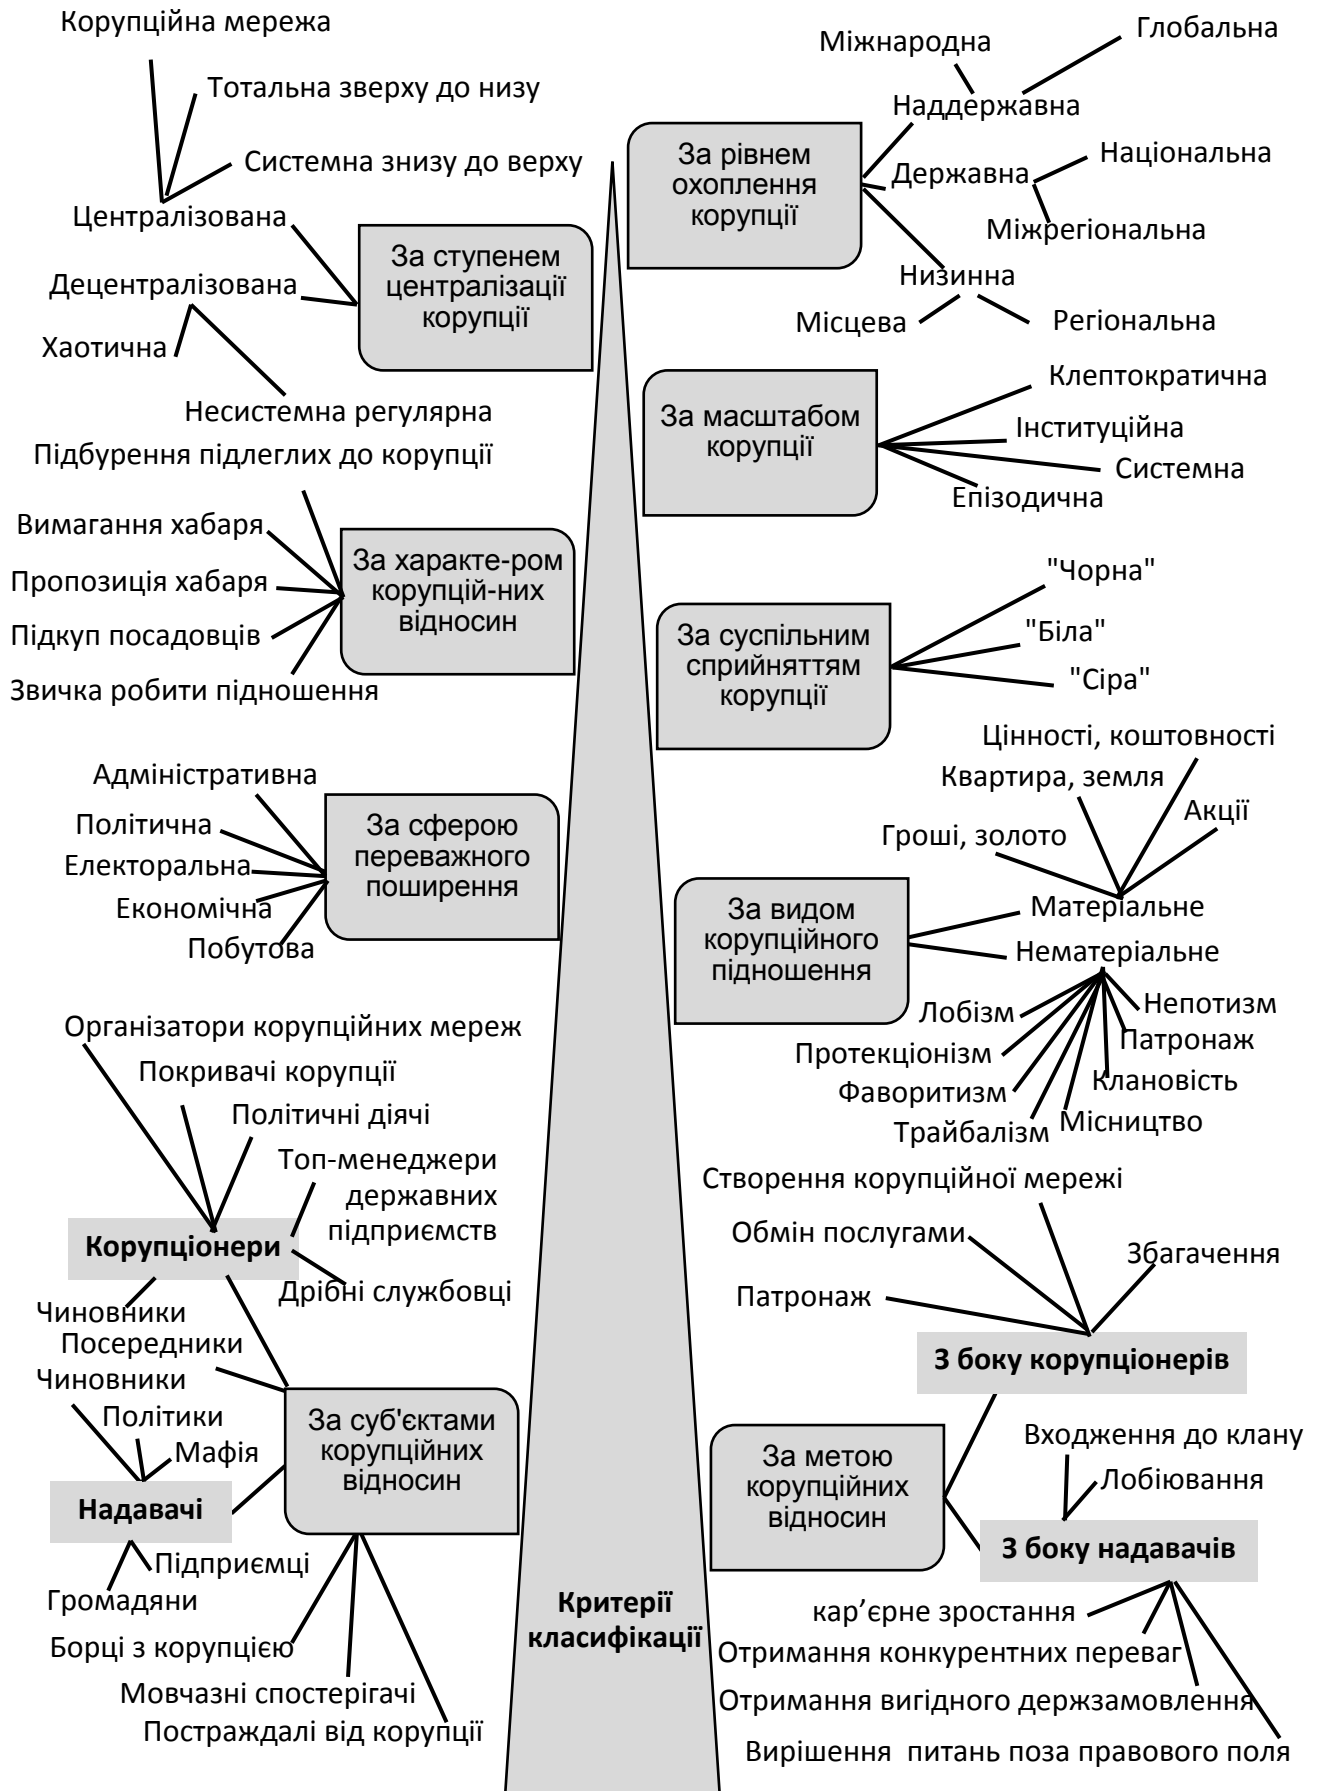 Корупційна мережа
Тотальна зверху до низу
Системна знизу до верху
Централізована
Децентралізована
Хаотична
Несистемна регулярна
За ступенем
централізації
корупції
Підбурення підлеглих до корупції
Вимагання хабаря
Пропозиція хабаря
Підкуп посадовців
Звичка робити підношення
За характе-ром
корупцій-них
відносин
Адміністративна
Політична
Електоральна
Економічна
Побутова
За сферою
переважного
поширення
Організатори корупційних мереж
Покривачі корупції
Політичні діячі
Топ-менеджери
державних
підприємств
Корупціонери
Дрібні службовці
Чиновники
Посередники
Чиновники
Політики
Мафія
Надавачі
Підприємці
Громадяни
За суб'єктами
корупційних
відносин
Борці з корупцією
Мовчазні спостерігачі
Постраждалі від корупції
Критерії
класифікації
Міжнародна
Глобальна
Наддержавна
Державна
Національна
Міжрегіональна
Низинна
Місцева
Регіональна
За рівнем
охоплення
корупції
Клептократична
Інституційна
Системна
Епізодична
За масштабом
корупції
"Чорна"
"Біла"
"Сіра"
За суспільним
сприйняттям
корупції
Цінності, коштовності
Квартира, земля
Акції
Гроші, золото
Матеріальне
Нематеріальне
За видом
корупційного
підношення
Лобізм
Непотизм
Протекціонізм
Патронаж
Фаворитизм
Клановість
Трайбалізм
Місництво
Створення корупційної мережі
Обмін послугами
Збагачення
Патронаж
З боку корупціонерів
За метою
корупційних
відносин
Входження до клану
Лобіювання
З боку надавачів
кар’єрне зростання
Отримання конкурентних переваг
Отримання вигідного держзамовлення
Вирішення питань поза правового поля